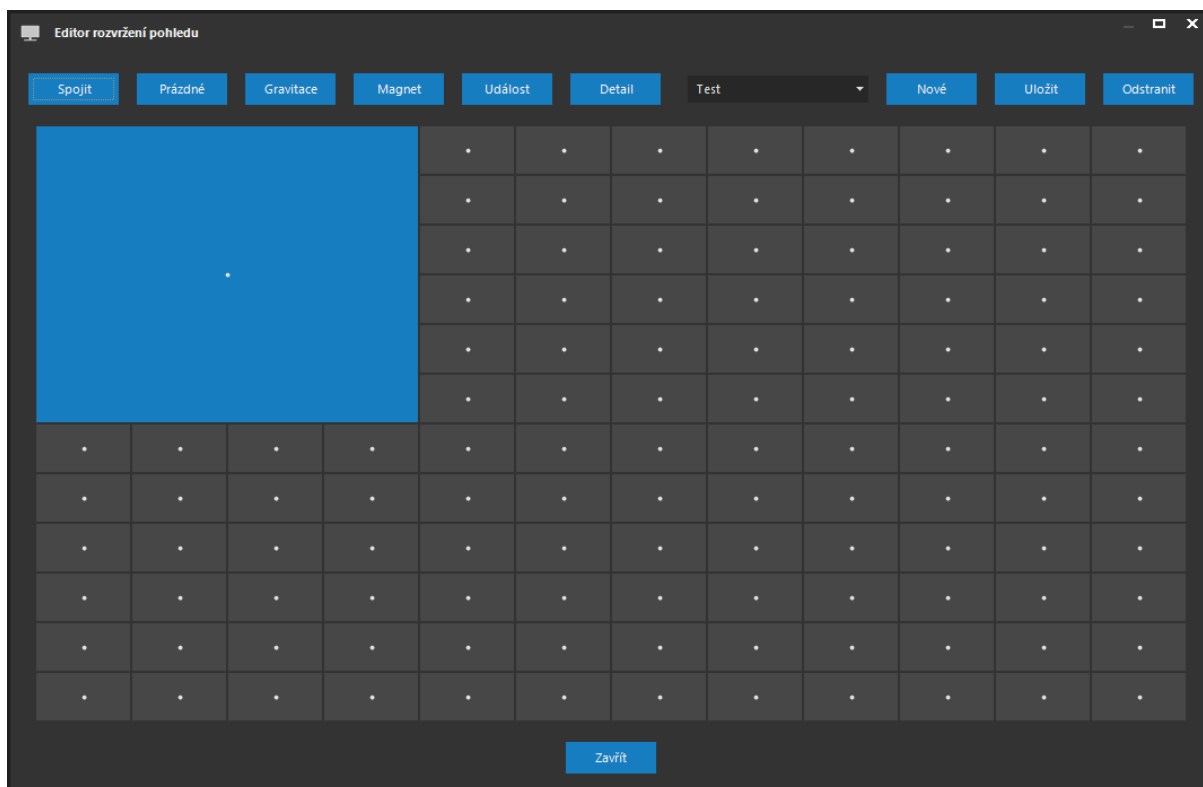 Editor rozvržení pohledu
Spojit Prázdné Gravitace Magnet Událost Detail Test Nové Uložit Odstranit
Zavřít